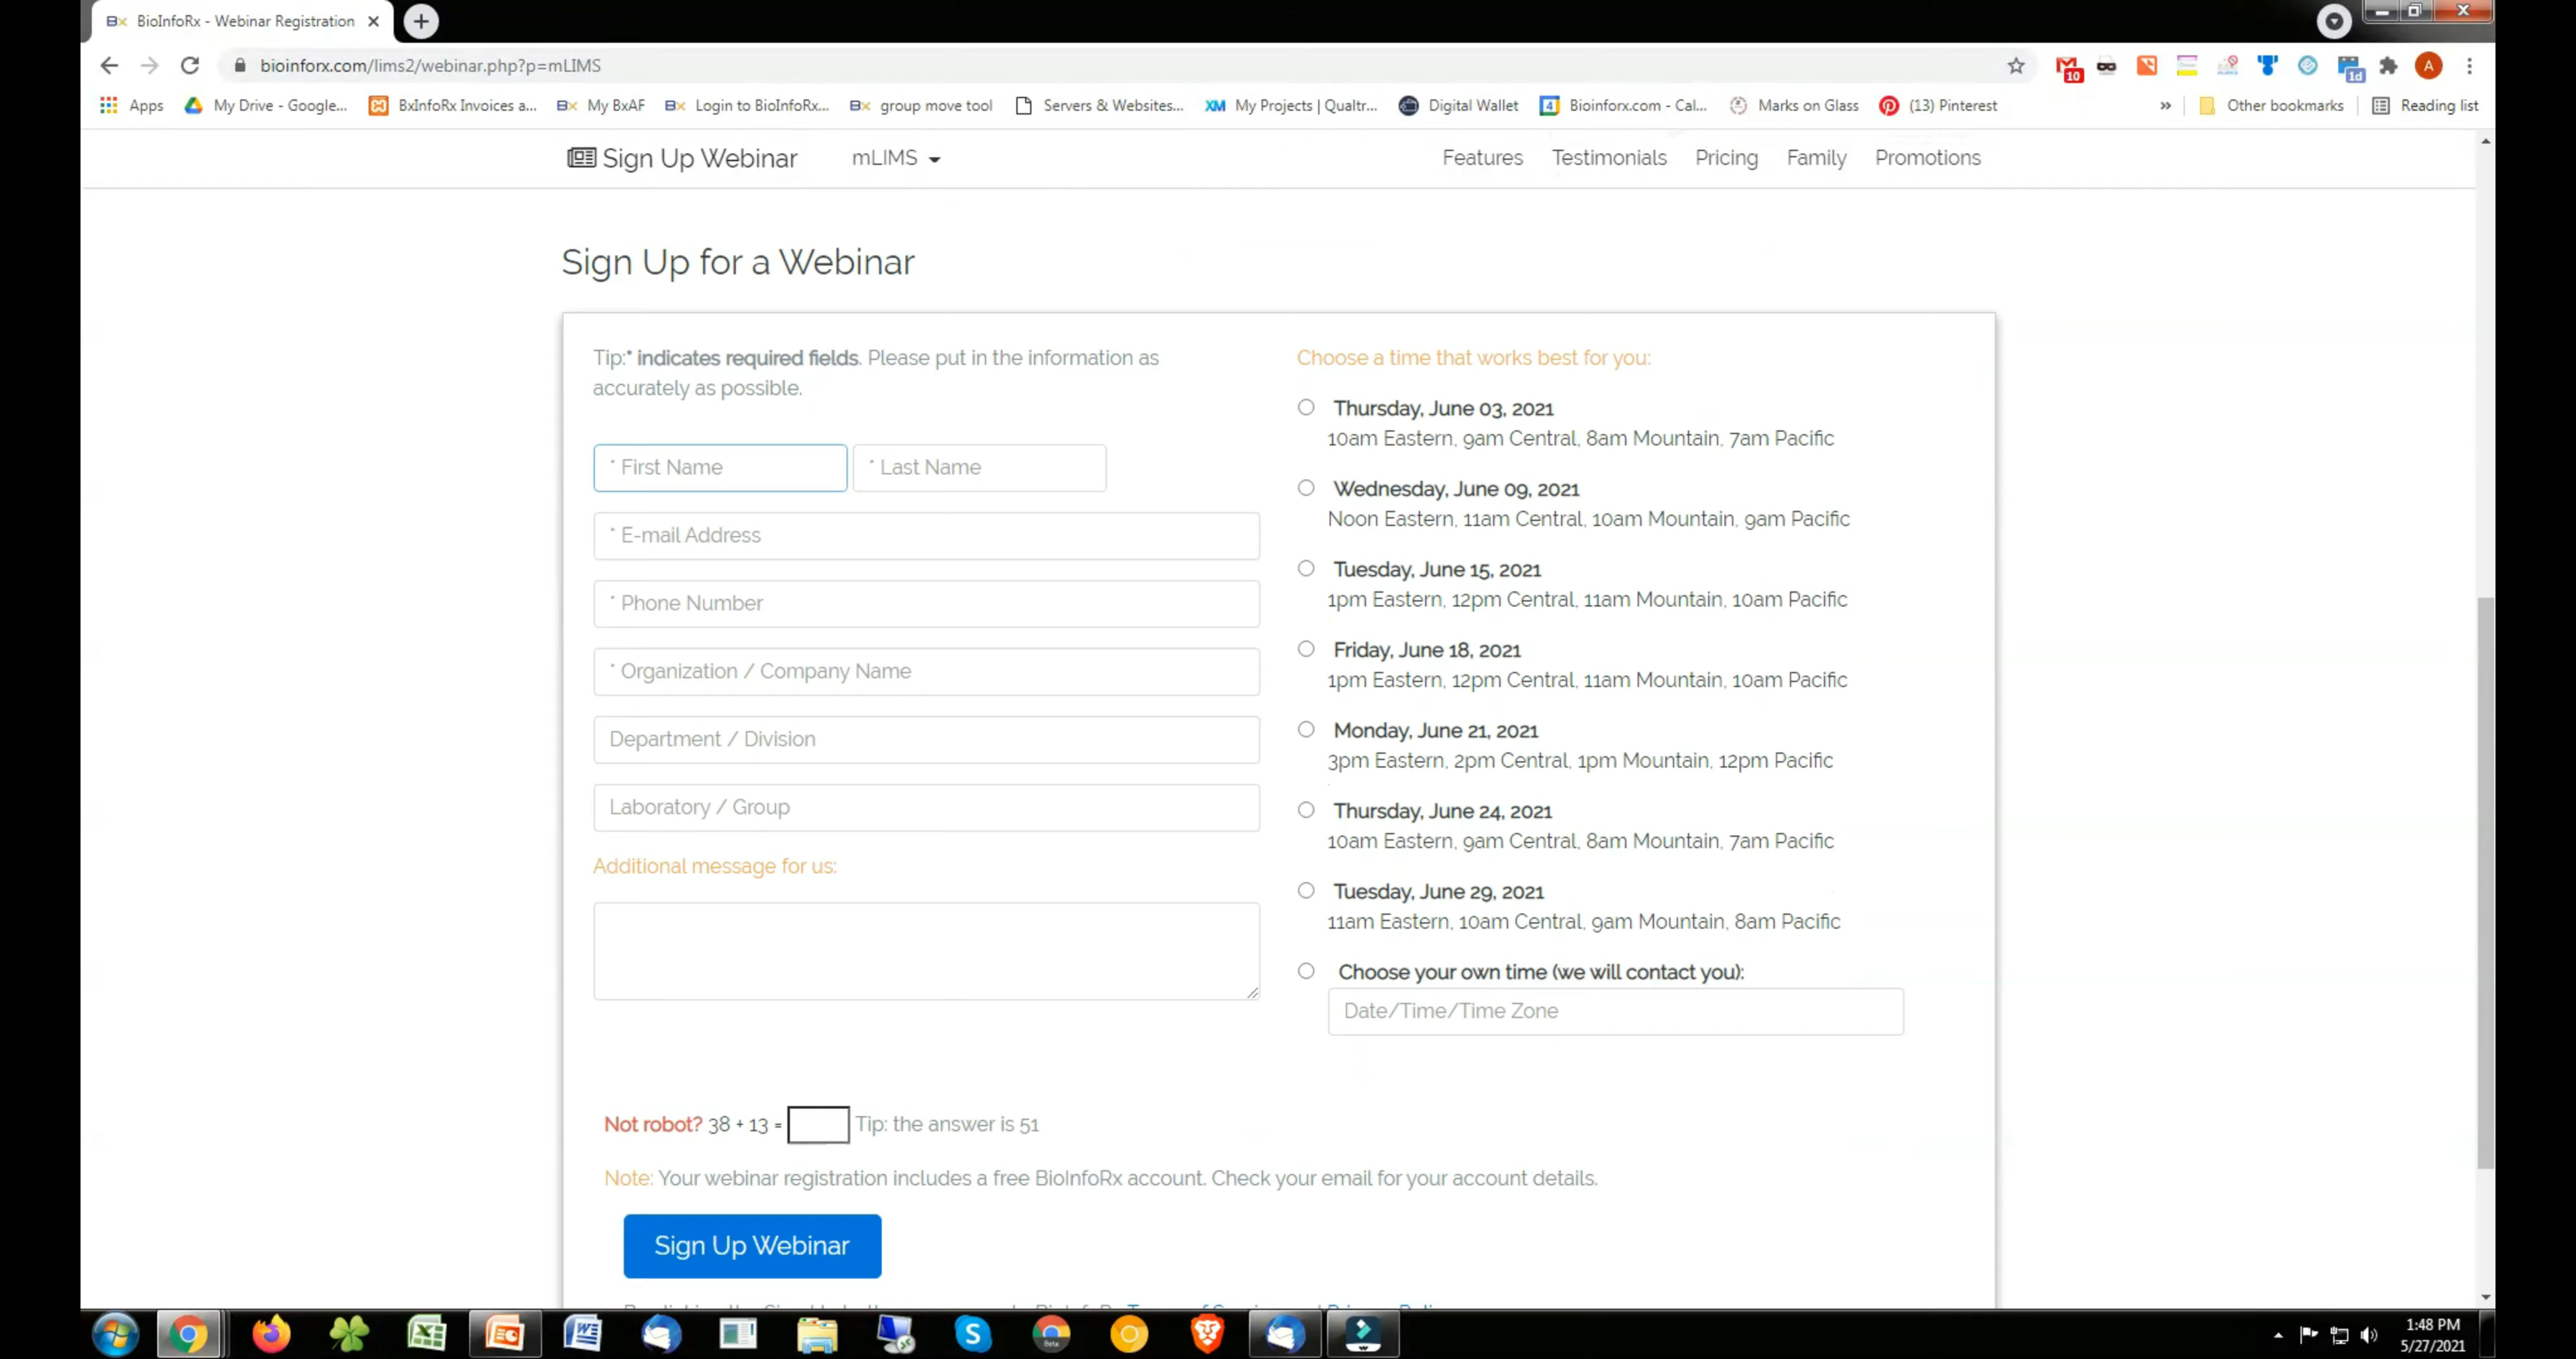 BioInfoRx - Webinar Registration
bioinforx.com/lims2/webinar.php?p=mLIMS
10
1d
A
Apps
My Drive - Google...
BxInfoRx Invoices a...
Bx My BxAF
Bx Login to BioInfoRx...
Bx group move tool
Servers & Websites...
XM My Projects | Qualtr...
Digital Wallet
4 Bioinforx.com - Cal...
Marks on Glass
(13) Pinterest
»
Other bookmarks
Reading list
Sign Up Webinar
mLIMS
Features
Testimonials
Pricing
Family
Promotions
Sign Up for a Webinar
Tip:* indicates required fields. Please put in the information as
accurately as possible.
* First Name
* Last Name
* E-mail Address
* Phone Number
* Organization / Company Name
Department / Division
Laboratory / Group
Additional message for us:
Choose a time that works best for you:
Thursday, June 03, 2021
10am Eastern, 9am Central, 8am Mountain, 7am Pacific
Wednesday, June 09, 2021
Noon Eastern, 11am Central, 10am Mountain, 9am Pacific
Tuesday, June 15, 2021
1pm Eastern, 12pm Central, 11am Mountain, 10am Pacific
Friday, June 18, 2021
1pm Eastern, 12pm Central, 11am Mountain, 10am Pacific
Monday, June 21, 2021
3pm Eastern, 2pm Central, 1pm Mountain, 12pm Pacific
Thursday, June 24, 2021
10am Eastern, 9am Central, 8am Mountain, 7am Pacific
Tuesday, June 29, 2021
11am Eastern, 10am Central, 9am Mountain, 8am Pacific
Choose your own time (we will contact you):
Date/Time/Time Zone
Not robot? 38 + 13 = Tip: the answer is 51
Note: Your webinar registration includes a free BioInfoRx account. Check your email for your account details.
Sign Up Webinar
1:48 PM
5/27/2021